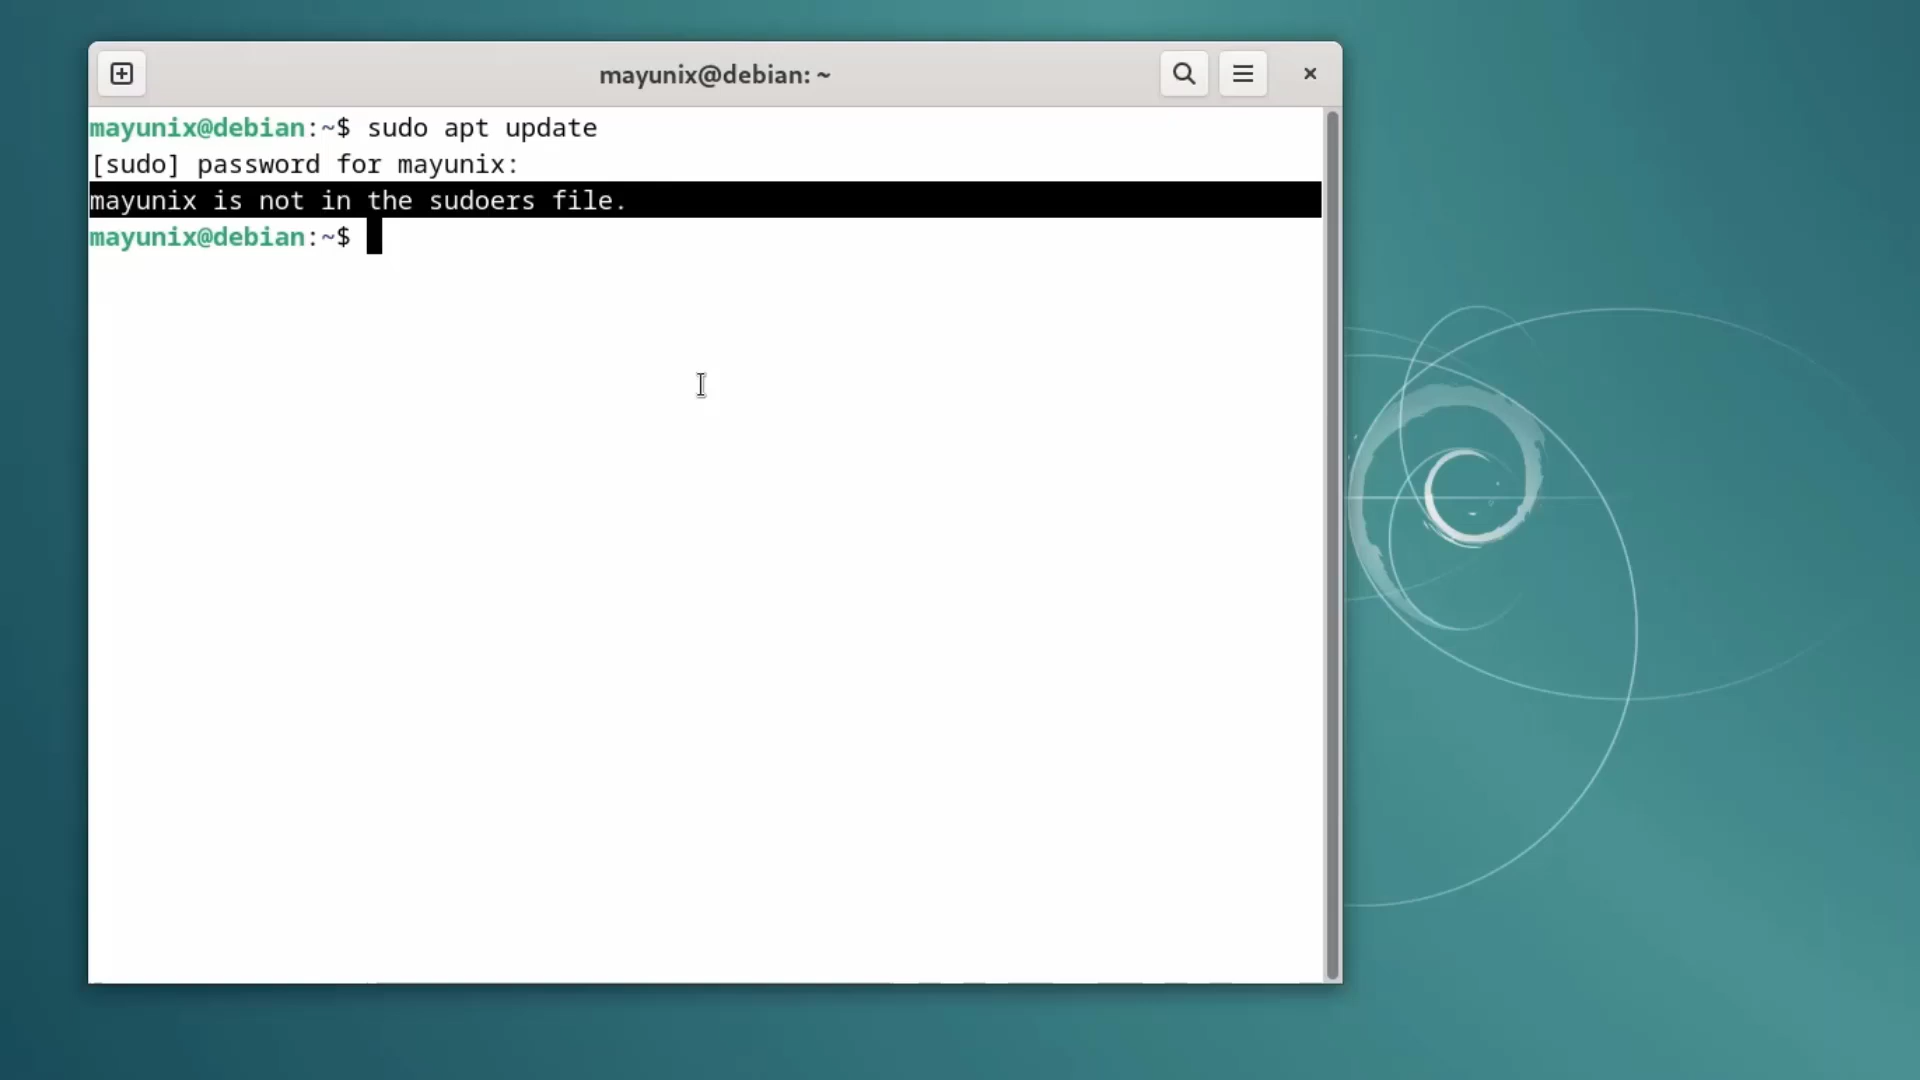 mayunix@debian: ~
mayunix@debian:~$ sudo apt update
[sudo] password for mayunix:
mayunix is not in the sudoers file.
mayunix@debian:~$